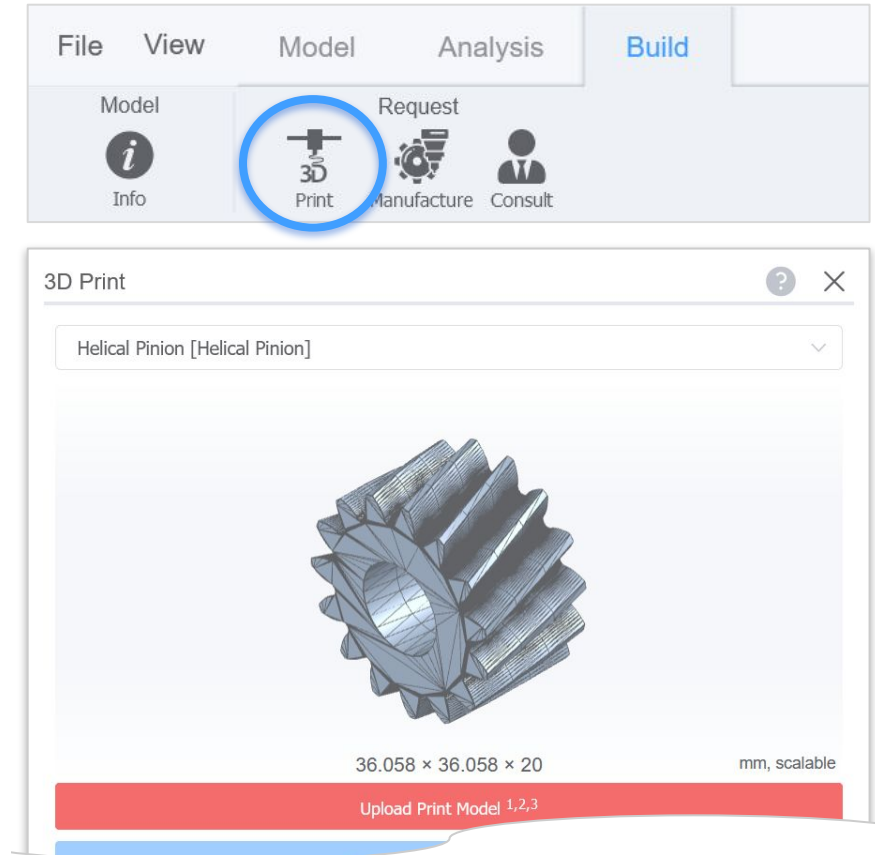 File View Model Analysis Build
Model Request
i 3D
Info Print Manufacture Consult
3D Print ?
Helical Pinion [Helical Pinion]
36.058 × 36.058 × 20 mm, scalable
Upload Print Model 1,2,3